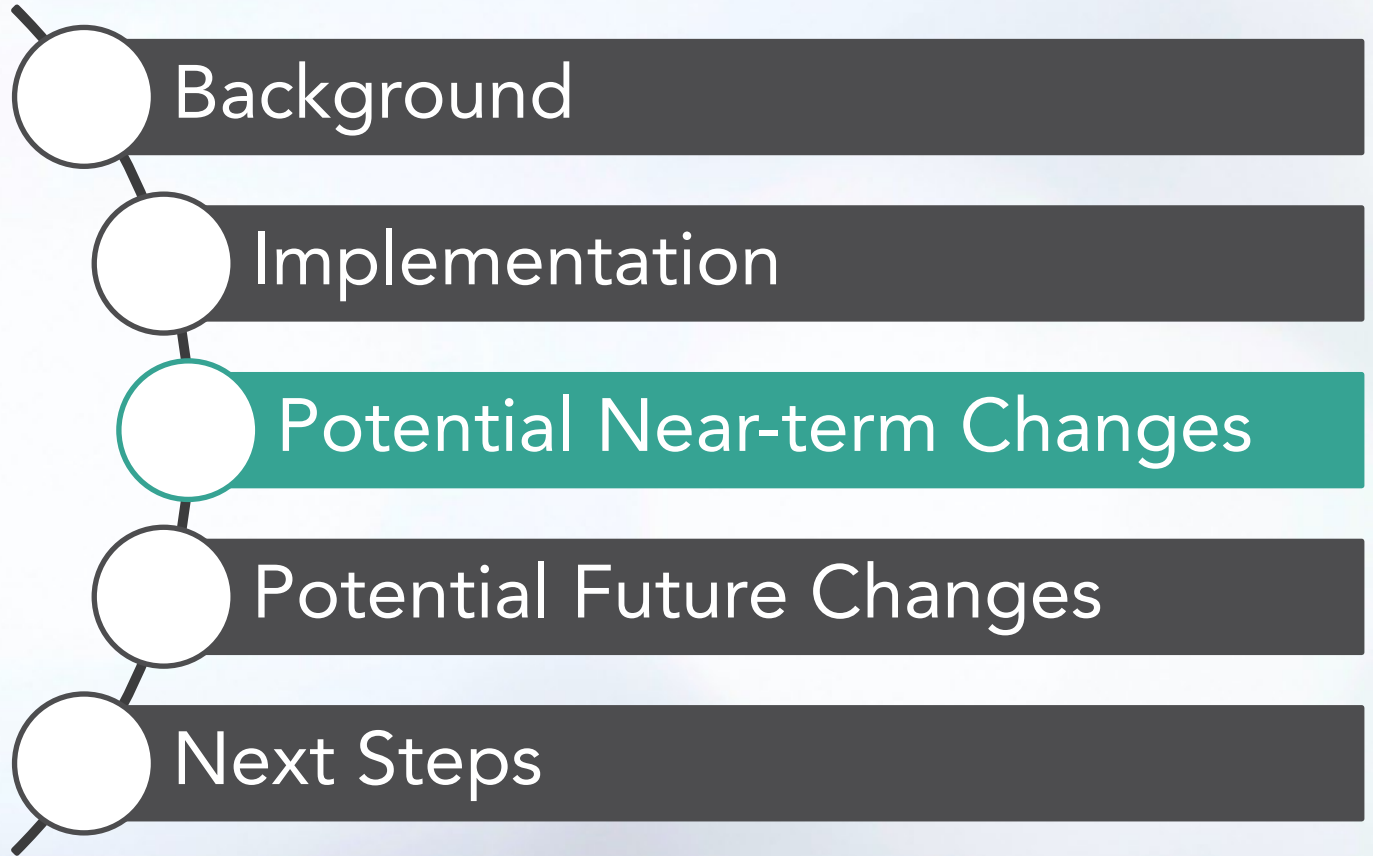 Background
Implementation
Potential Near-term Changes
Potential Future Changes
Next Steps